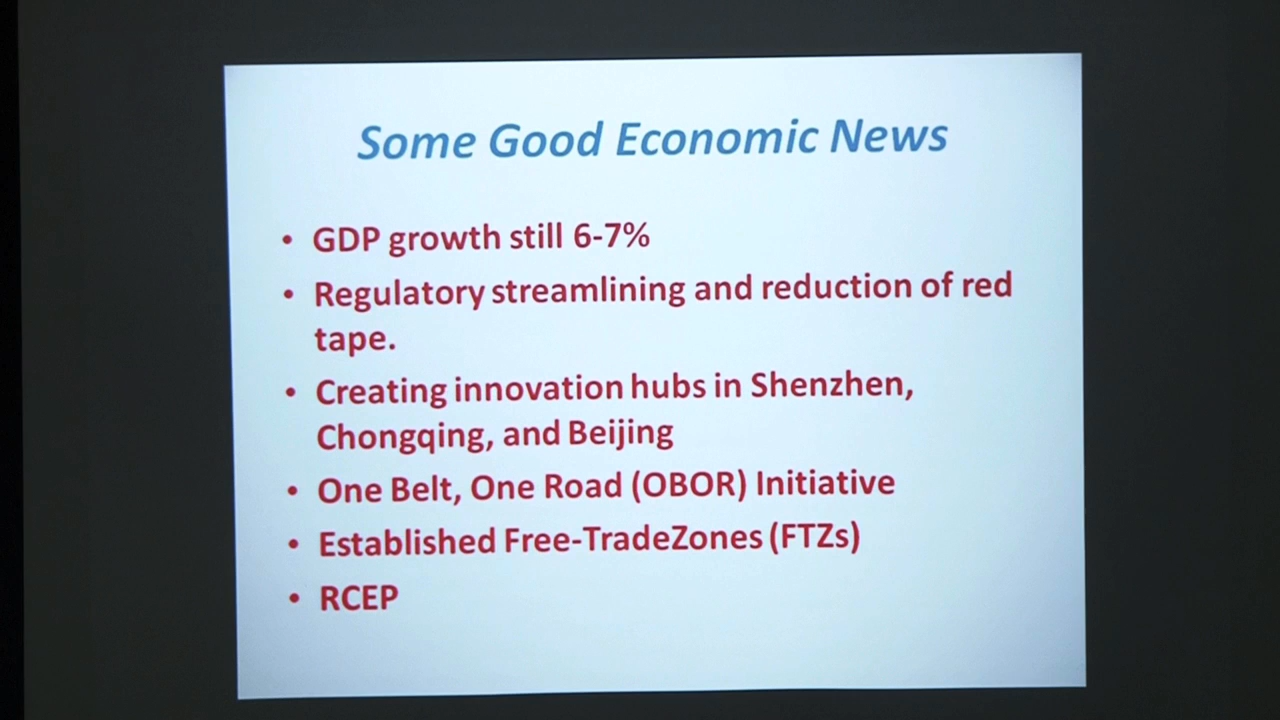 Some Good Economic News
• GDP growth still 6-7%
• Regulatory streamlining and reduction of red
tape.
• Creating innovation hubs in Shenzhen,
Chongqing, and Beijing
• One Belt, One Road (OBOR) Initiative
• Established Free-TradeZones (FTZs)
• RCEP